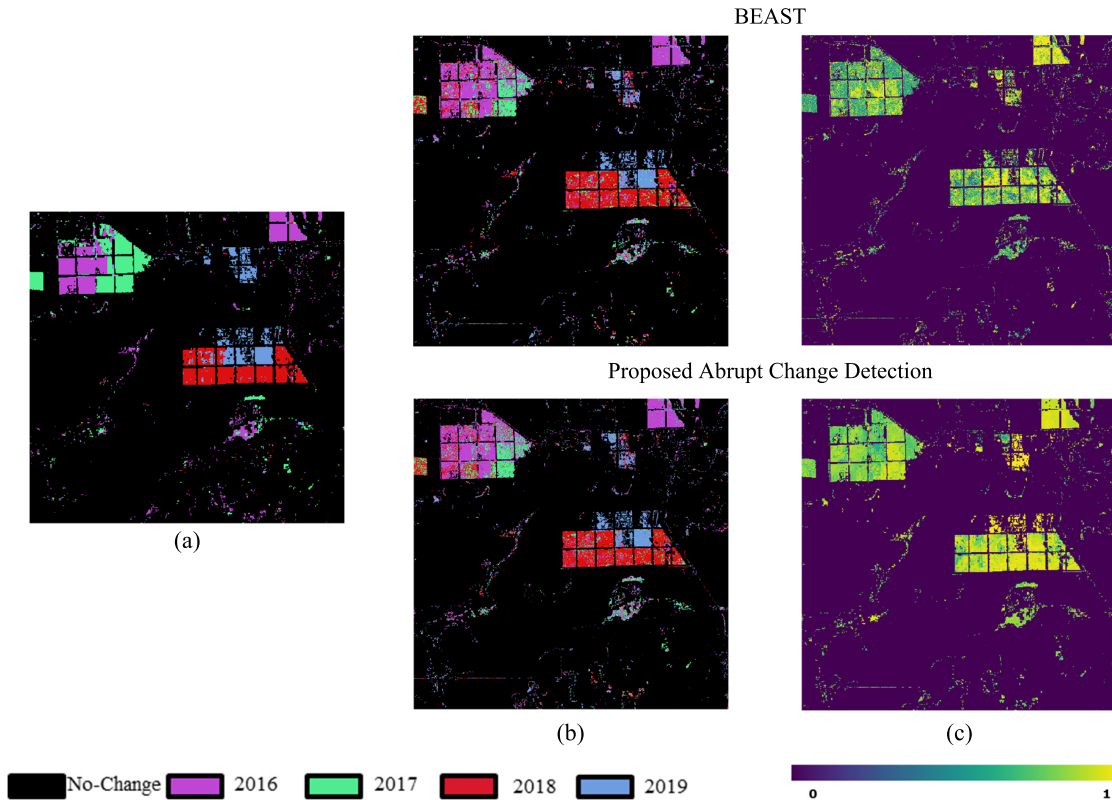 BEAST
Proposed Abrupt Change Detection
(a)
(b)
(c)
No-Change 2016 2017 2018 2019
0 1